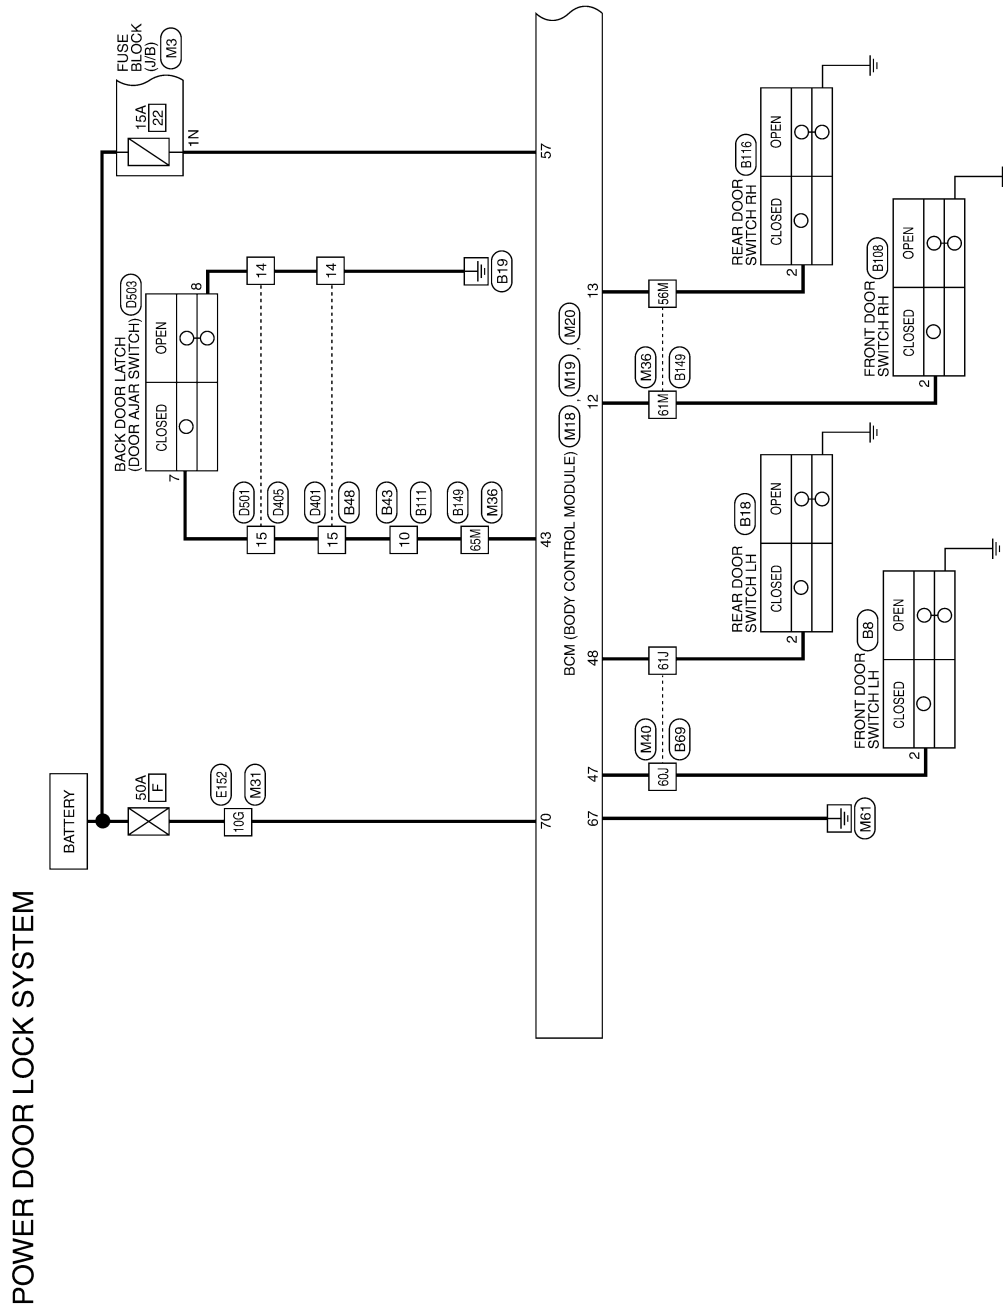 POWER DOOR LOCK SYSTEM
BATTERY
50A
F
E152
10G
M31
70
FUSE
BLOCK
(J/B)
M3
15A
22
1N
57
BACK DOOR LATCH
(DOOR AJAR SWITCH)
D503
CLOSED
OPEN
7
8
D501
15
D405
14
D401
15
B48
14
B43
10
B111
B149
65M
M36
43
B19
BCM (BODY CONTROL MODULE)
M18
,
M19
,
M20
67
47
48
12
13
M61
M40
60J
B69
61J
M36
61M
B149
56M
FRONT DOOR
SWITCH LH
B8
CLOSED
OPEN
2
REAR DOOR
SWITCH LH
B18
CLOSED
OPEN
2
FRONT DOOR
SWITCH RH
B108
CLOSED
OPEN
2
REAR DOOR
SWITCH RH
B116
CLOSED
OPEN
2